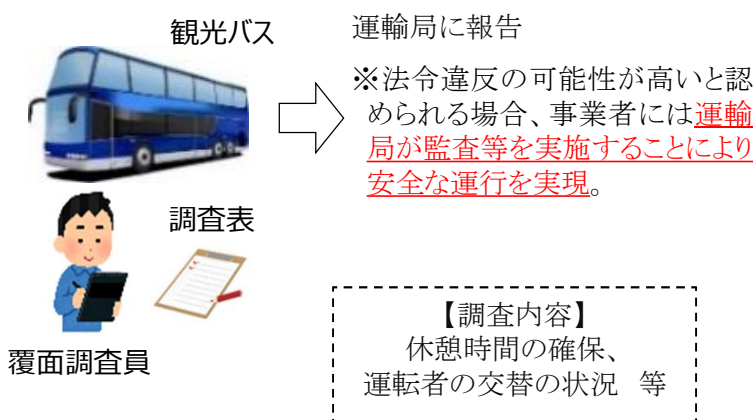 観光バス
運輸局に報告
※法令違反の可能性が高いと認
められる場合、事業者には運輸
局が監査等を実施することにより
安全な運行を実現。
調査表
覆面調査員
【調査内容】
休憩時間の確保、
運転者の交替の状況　等